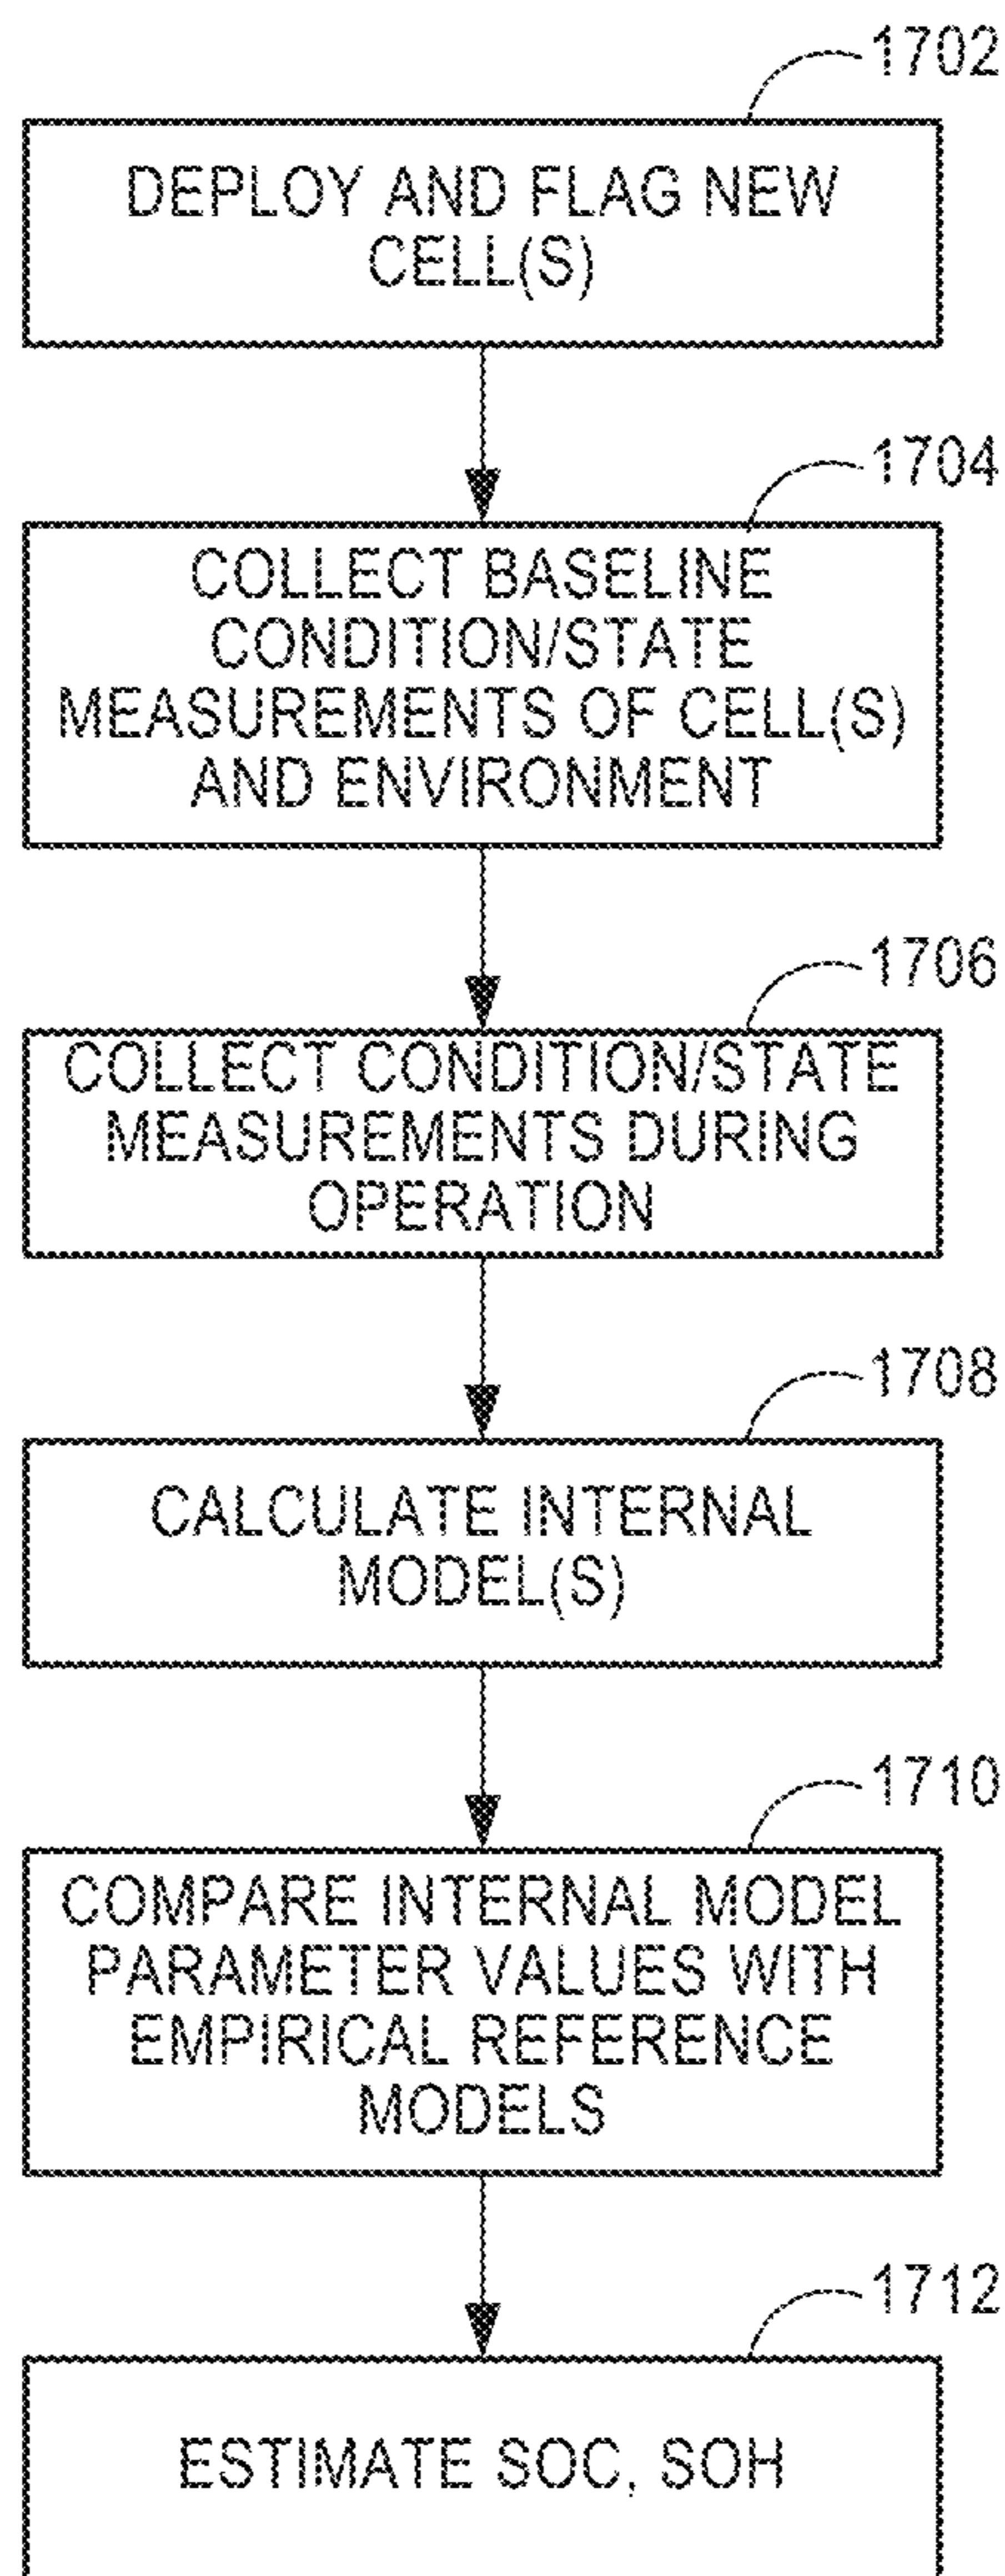 1702
DEPLOY AND FLAG NEW
CELL(S)
1704
COLLECT BASELINE
CONDITION/STATE
MEASUREMENTS OF CELL(S)
AND ENVIRONMENT
1706
COLLECT CONDITION/STATE
MEASUREMENTS DURING
OPERATION
1708
CALCULATE INTERNAL
MODEL(S)
1710
COMPARE INTERNAL MODEL
PARAMETER VALUES WITH
EMPIRICAL REFERENCE
MODELS
1712
ESTIMATE SOC, SOH